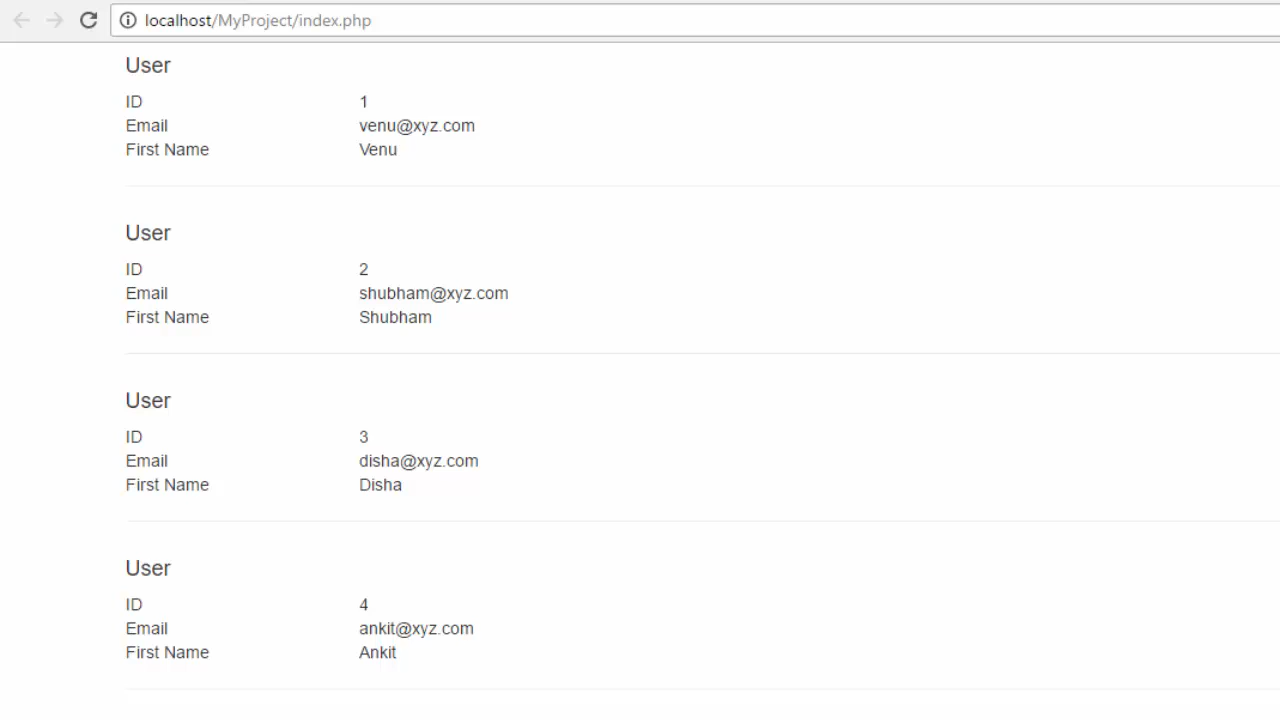 localhost/MyProject/index.php
User
ID 1
Email venu@xyz.com
First Name Venu
User
ID 2
Email shubham@xyz.com
First Name Shubham
User
ID 3
Email disha@xyz.com
First Name Disha
User
ID 4
Email ankit@xyz.com
First Name Ankit